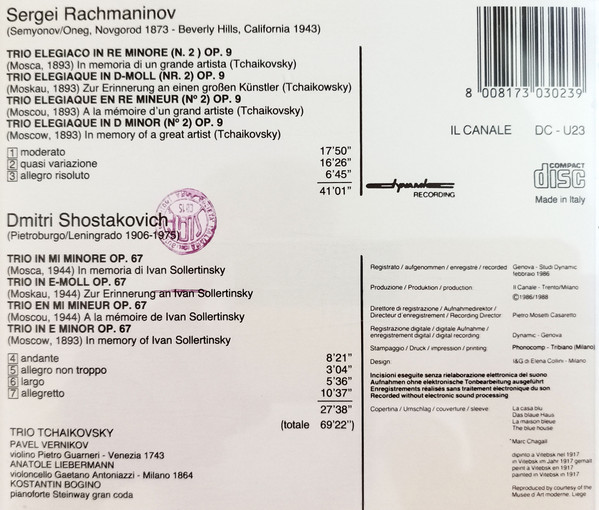 Sergei Rachmaninov
(Semyonov/Oneg, Novgorod 1873 - Beverly Hills, California 1943)
TRIO ELEGIACO IN RE MINORE (N. 2 ) OP. 9
(Mosca, 1893) In memoria di un grande artista (Tchaikovsky)
TRIO ELEGIAQUE IN D-MOLL (NR. 2) OP. 9
(Moskau, 1893) Zur Erinnerung an einen großen Künstler (Tchaikowsky)
TRIO ELEGIAQUE EN RE MINEUR (Nº 2) OP. 9
(Moscou, 1893) A la mémoire d'un grand artiste (Tchaikovsky)
TRIO ELEGIAQUE IN D MINOR (Nº 2) OP. 9
(Moscow, 1893) In memory of a great artist (Tchaikovsky)
1 moderato 17'50"
2 quasi variazione 16'26"
3 allegro risoluto 6'45"
41'01"
8 008173 030239
IL CANALE DC - U23
dynamic
RECORDING
COMPACT
disc
Made in Italy
Dmitri Shostakovich
(Pietroburgo/Leningrado 1906-1975)
TRIO IN MI MINORE OP. 67
(Mosca, 1944) In memoria di Ivan Sollertinsky
TRIO IN E-MOLL OP. 67
(Moskau, 1944) Zur Erinnerung an Ivan Sollertinsky
TRIO EN MI MINEUR OP. 67
(Moscou, 1944) A la mémoire de Ivan Sollertinsky
TRIO IN E MINOR OP. 67
(Moscow, 1893) In memory of Ivan Sollertinsky
4 andante 8'21"
5 allegro non troppo 3'04"
6 largo 5'36"
7 allegretto 10'37"
27'38"
(totale 69'22")
TRIO TCHAIKOVSKY
PAVEL VERNIKOV
violino Pietro Guarneri - Venezia 1743
ANATOLE LIEBERMANN
violoncello Gaetano Antoniazzi - Milano 1864
KOSTANTIN BOGINO
pianoforte Steinway gran coda
Registrato / aufgenommen / enregistré / recorded Genova - Studi Dynamic
febbraio 1986
Produzione / Produktion / production: Il Canale - Trento/Milano
©1986/1988
Direttore di registrazione / Aufnahmedirektor /
Directeur d'enregistrement / Recording Director Pietro Mosetti Casaretto
Registrazione digitale / digitale Aufnahme /
enregistrement digital / digital recording Dynamic - Genova
Stampaggio / Druck / impression / printing: Phonocomp - Tribiano (Milano)
Design: I&G di Elena Collini - Milano
Incisioni eseguite senza rielaborazione elettronica del suono
Aufnahmen ohne elektronische Tonbearbeitung ausgeführt
Enregistrements réalisés sans traitement électronique du son
Recorded without electronic sound processing
Copertina / Umschlag / couverture / sleeve: La casa blu
Das blaue Haus
La maison bleue
The blue house
Marc Chagall
dipinto a Vitebsk nel 1917
in Vitebsk im Jahr 1917 gemalt
peint a Vitebsk en 1917
painted in Vitebsk in 1917
Reproduced by courtesy of the
Musee d'Art moderne, Liège